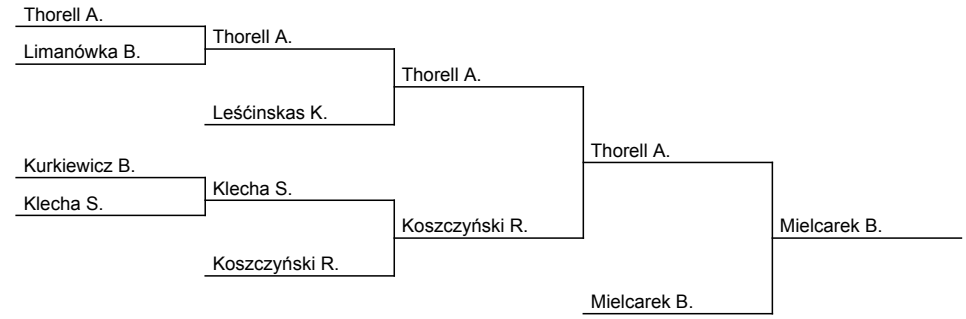 Thorell A.
Limanówka B.
Thorell A.
Leśćinskas K.
Thorell A.
Kurkiewicz B.
Klecha S.
Klecha S.
Koszczyński R.
Koszczyński R.
Thorell A.
Mielcarek B.
Mielcarek B.